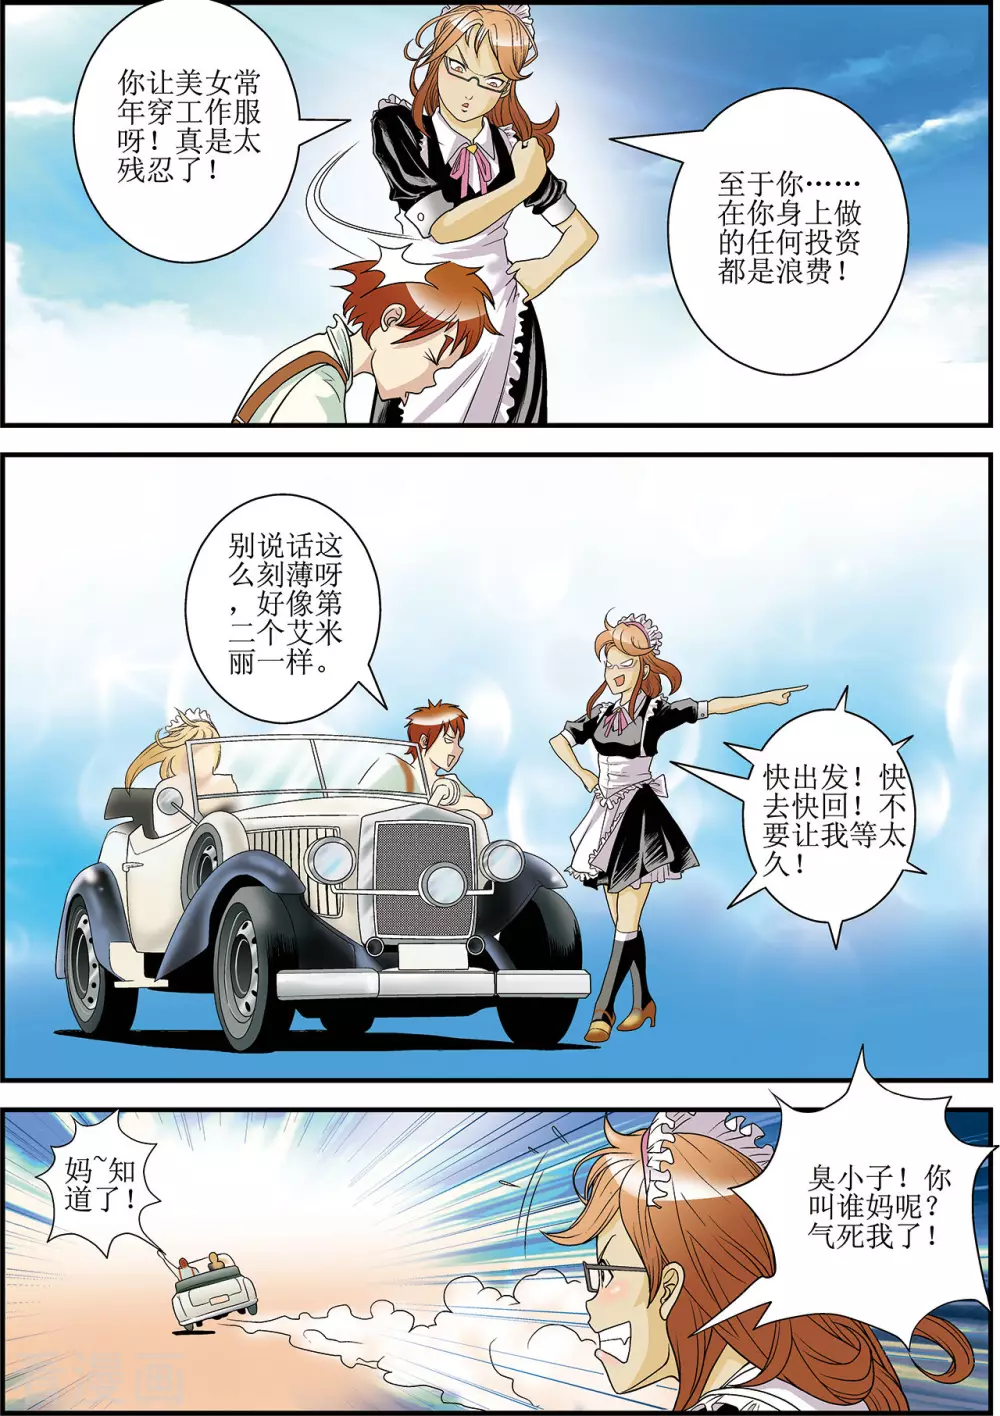 你让美女常
年穿工作服
呀！真是太
残忍了！
至于你……
在你身上做
的任何投资
都是浪费！
别说话这
么刻薄呀
，好像第
二个艾米
丽一样。
快出发！快
去快回！不
要让我等太
久！
妈~知
道了！
臭小子！你
叫谁妈呢？
气死我了！